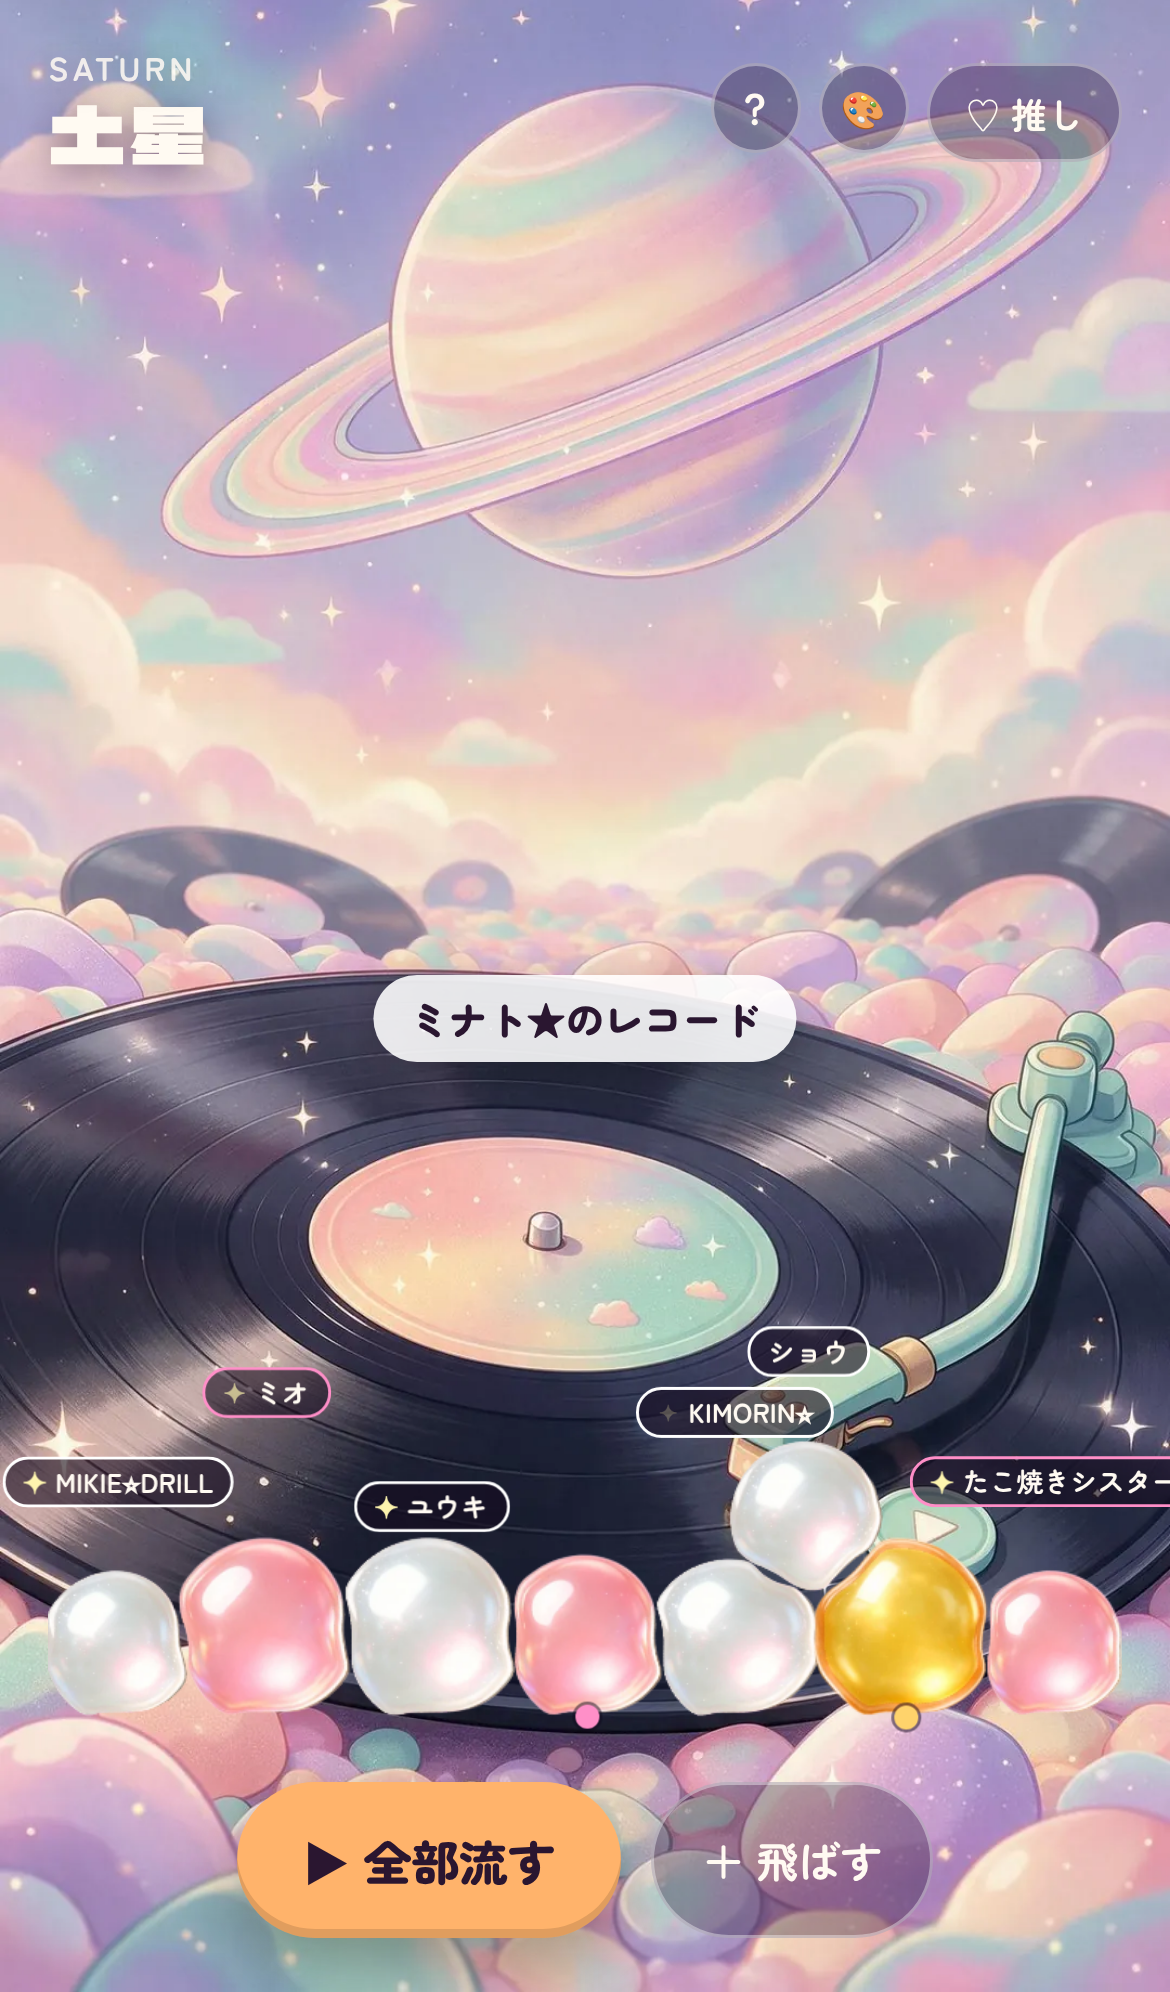 SATURN
土星
?
♡ 推し
ミナト★のレコード
ショウ
ミオ
KIMORIN★
MIKIE★DRILL
ユウキ
たこ焼きシスター
▶ 全部流す
＋ 飛ばす